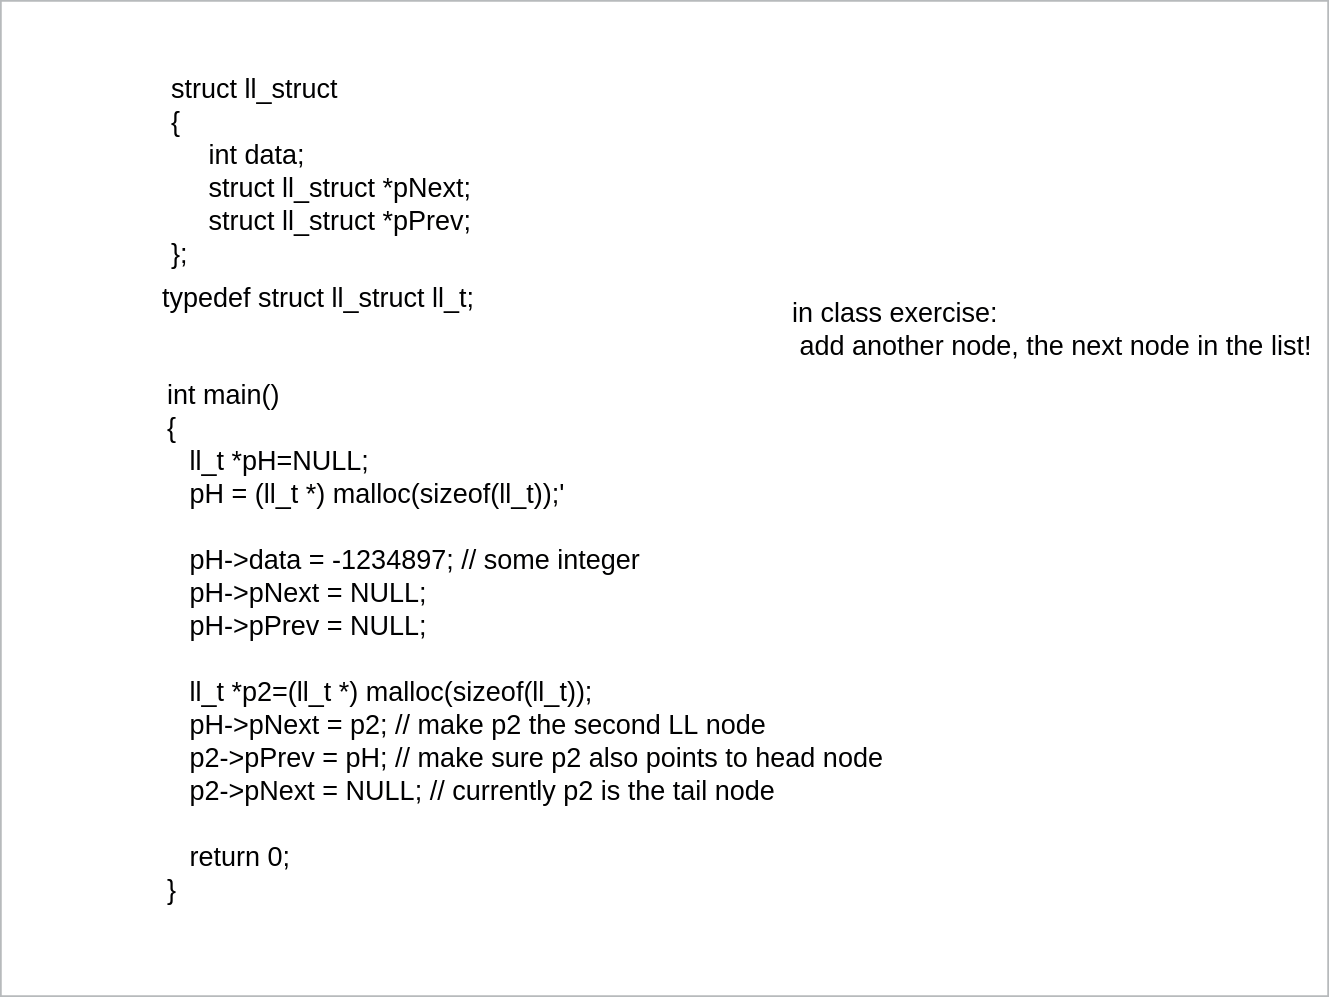 struct ll_struct
{
int data;
struct ll_struct *pNext;
struct ll_struct *pPrev;
};
typedef struct ll_struct ll_t;
in class exercise:
add another node, the next node in the list!
int main()
{
ll_t *pH=NULL;
pH = (ll_t *) malloc(sizeof(ll_t));'
pH->data = -1234897; // some integer
pH->pNext = NULL;
pH->pPrev = NULL;
ll_t *p2=(ll_t *) malloc(sizeof(ll_t));
pH->pNext = p2; // make p2 the second LL node
p2->pPrev = pH; // make sure p2 also points to head node
p2->pNext = NULL; // currently p2 is the tail node
return 0;
}